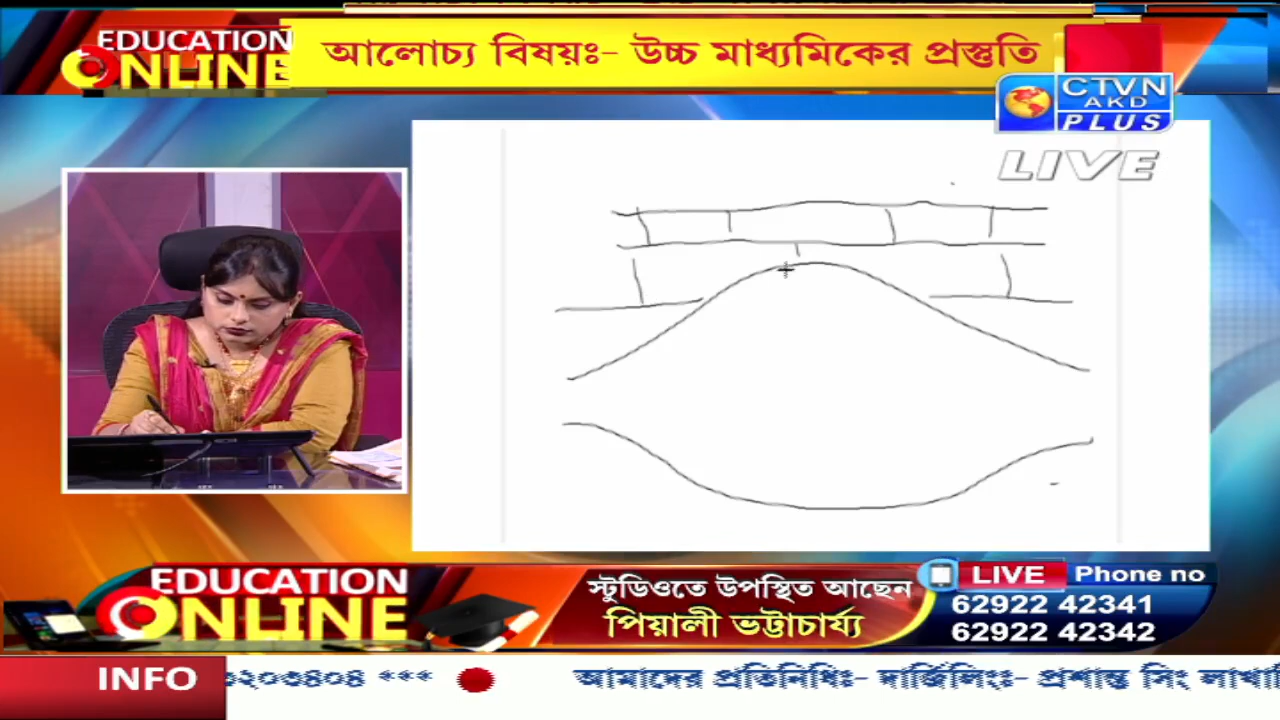 EDUCATION
ONLINE
আলোচ্য বিষয়ঃ- উচ্চ মাধ্যমিকের প্রস্তুতি
CTVN
AKD
PLUS
LIVE
EDUCATION
ONLINE
স্টুডিওতে উপস্থিত আছেন
পিয়ালী ভট্টাচার্য্য
LIVE Phone no
62922 42341
62922 42342
INFO ২০৩৪০৪ *** আমাদের প্রতিনিধিঃ- দার্জিলিংঃ- প্রশান্ত সিং